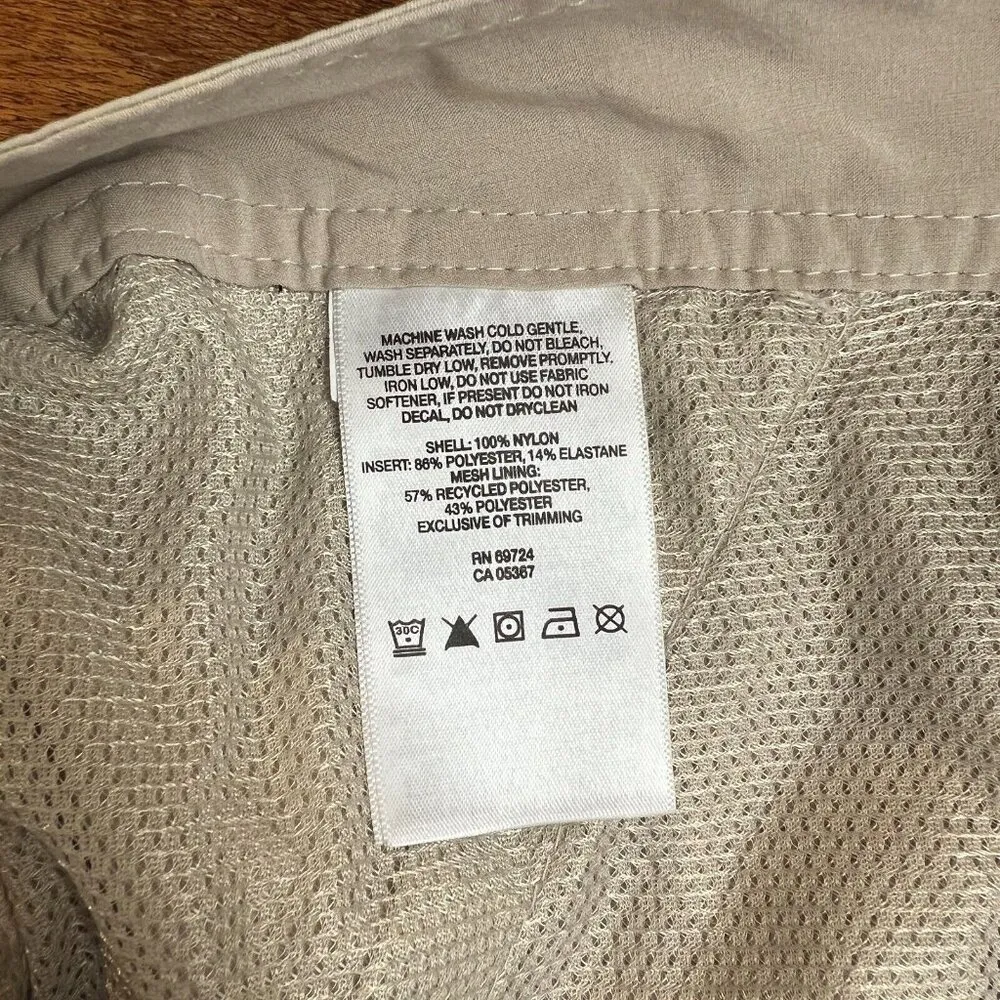 MACHINE WASH COLD GENTLE,
WASH SEPARATELY, DO NOT BLEACH,
TUMBLE DRY LOW, REMOVE PROMPTLY.
IRON LOW, DO NOT USE FABRIC
SOFTENER, IF PRESENT DO NOT IRON
DECAL, DO NOT DRYCLEAN
SHELL: 100% NYLON
INSERT: 86% POLYESTER, 14% ELASTANE
MESH LINING:
57% RECYCLED POLYESTER,
43% POLYESTER
EXCLUSIVE OF TRIMMING
RN 69724
CA 05367
30C